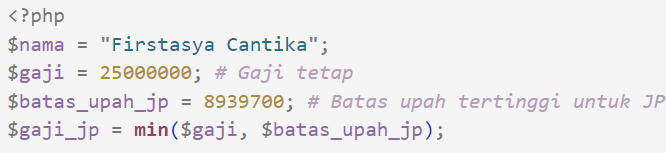 <?php
$nama = "Firstasya Cantika";
$gaji = 25000000; # Gaji tetap
$batas_upah_jp = 8939700; # Batas upah tertinggi untuk JP
$gaji_jp = min($gaji, $batas_upah_jp);